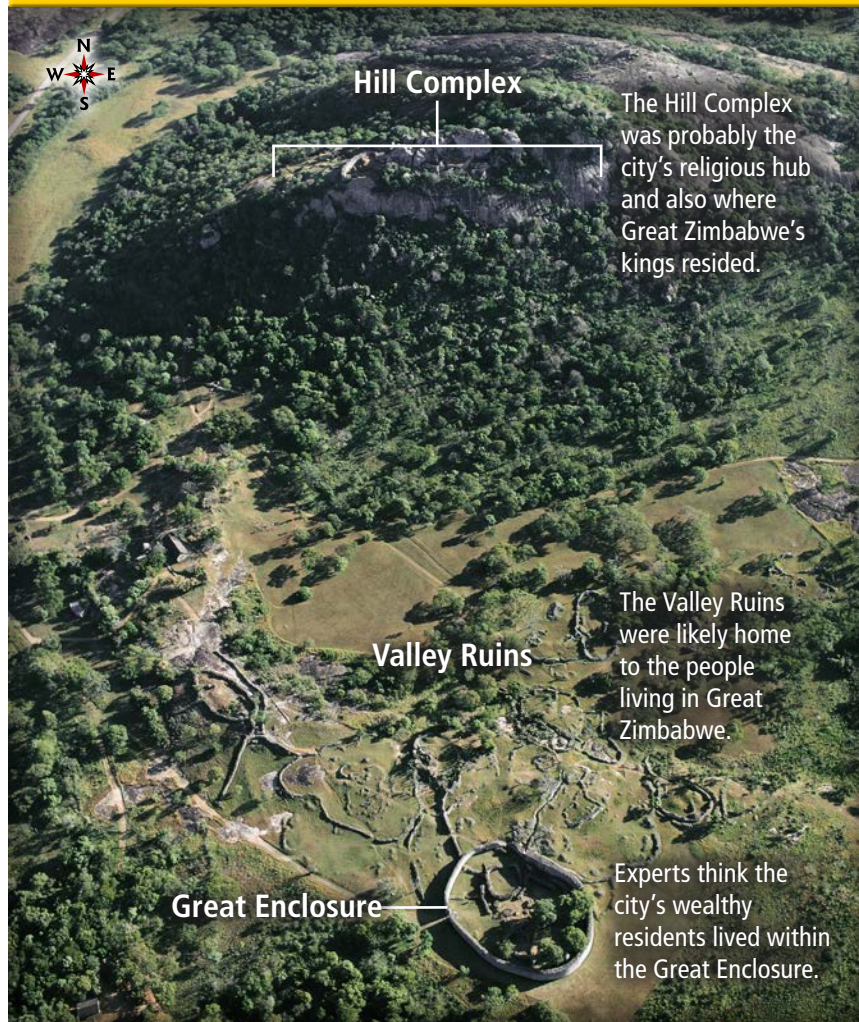 N
W E
S
Hill Complex
The Hill Complex
was probably the
city’s religious hub
and also where
Great Zimbabwe’s
kings resided.
Valley Ruins
The Valley Ruins
were likely home
to the people
living in Great
Zimbabwe.
Great Enclosure
Experts think the
city’s wealthy
residents lived within
the Great Enclosure.